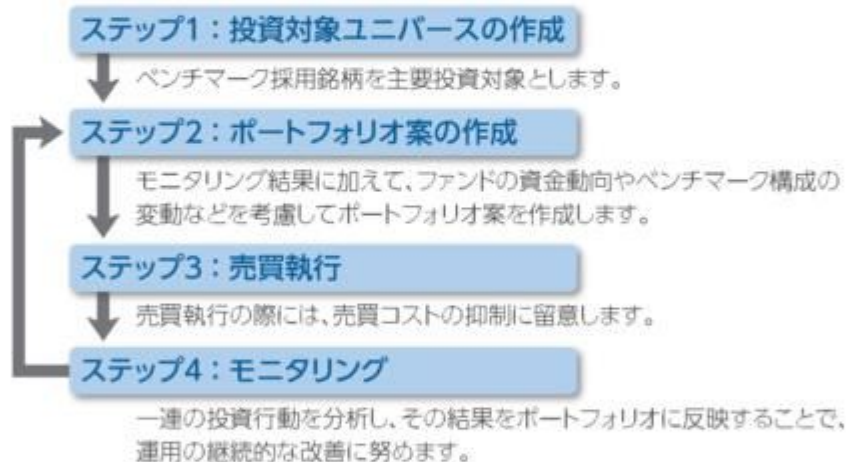 ステップ1：投資対象ユニバースの作成
ベンチマーク採用銘柄を主要投資対象とします。
ステップ2：ポートフォリオ案の作成
モニタリング結果に加えて、ファンドの資金動向やベンチマーク構成の
変動などを考慮してポートフォリオ案を作成します。
ステップ3：売買執行
売買執行の際には、売買コストの抑制に留意します。
ステップ4：モニタリング
一連の投資行動を分析し、その結果をポートフォリオに反映することで、
運用の継続的な改善に努めます。